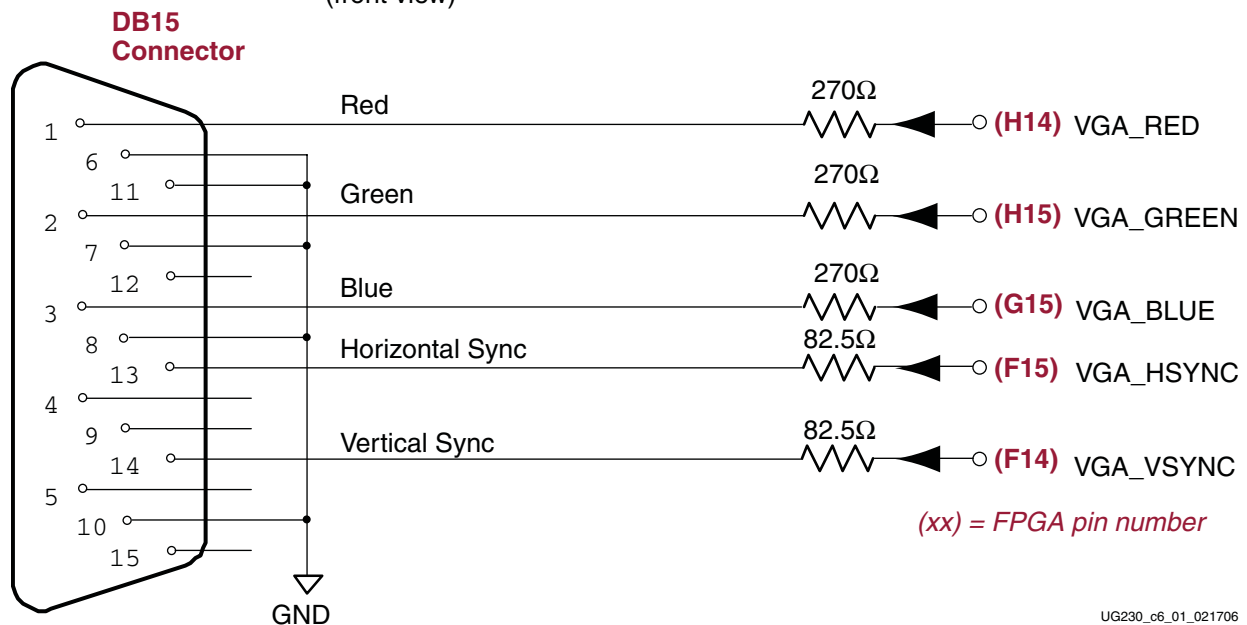 (front view)
DB15
Connector
1
6
11
2
7
12
3
8
13
4
9
14
5
10
15
Red
Green
Blue
Horizontal Sync
Vertical Sync
GND
270Ω
(H14) VGA_RED
270Ω
(H15) VGA_GREEN
270Ω
(G15) VGA_BLUE
82.5Ω
(F15) VGA_HSYNC
82.5Ω
(F14) VGA_VSYNC
(xx) = FPGA pin number
UG230_c6_01_021706